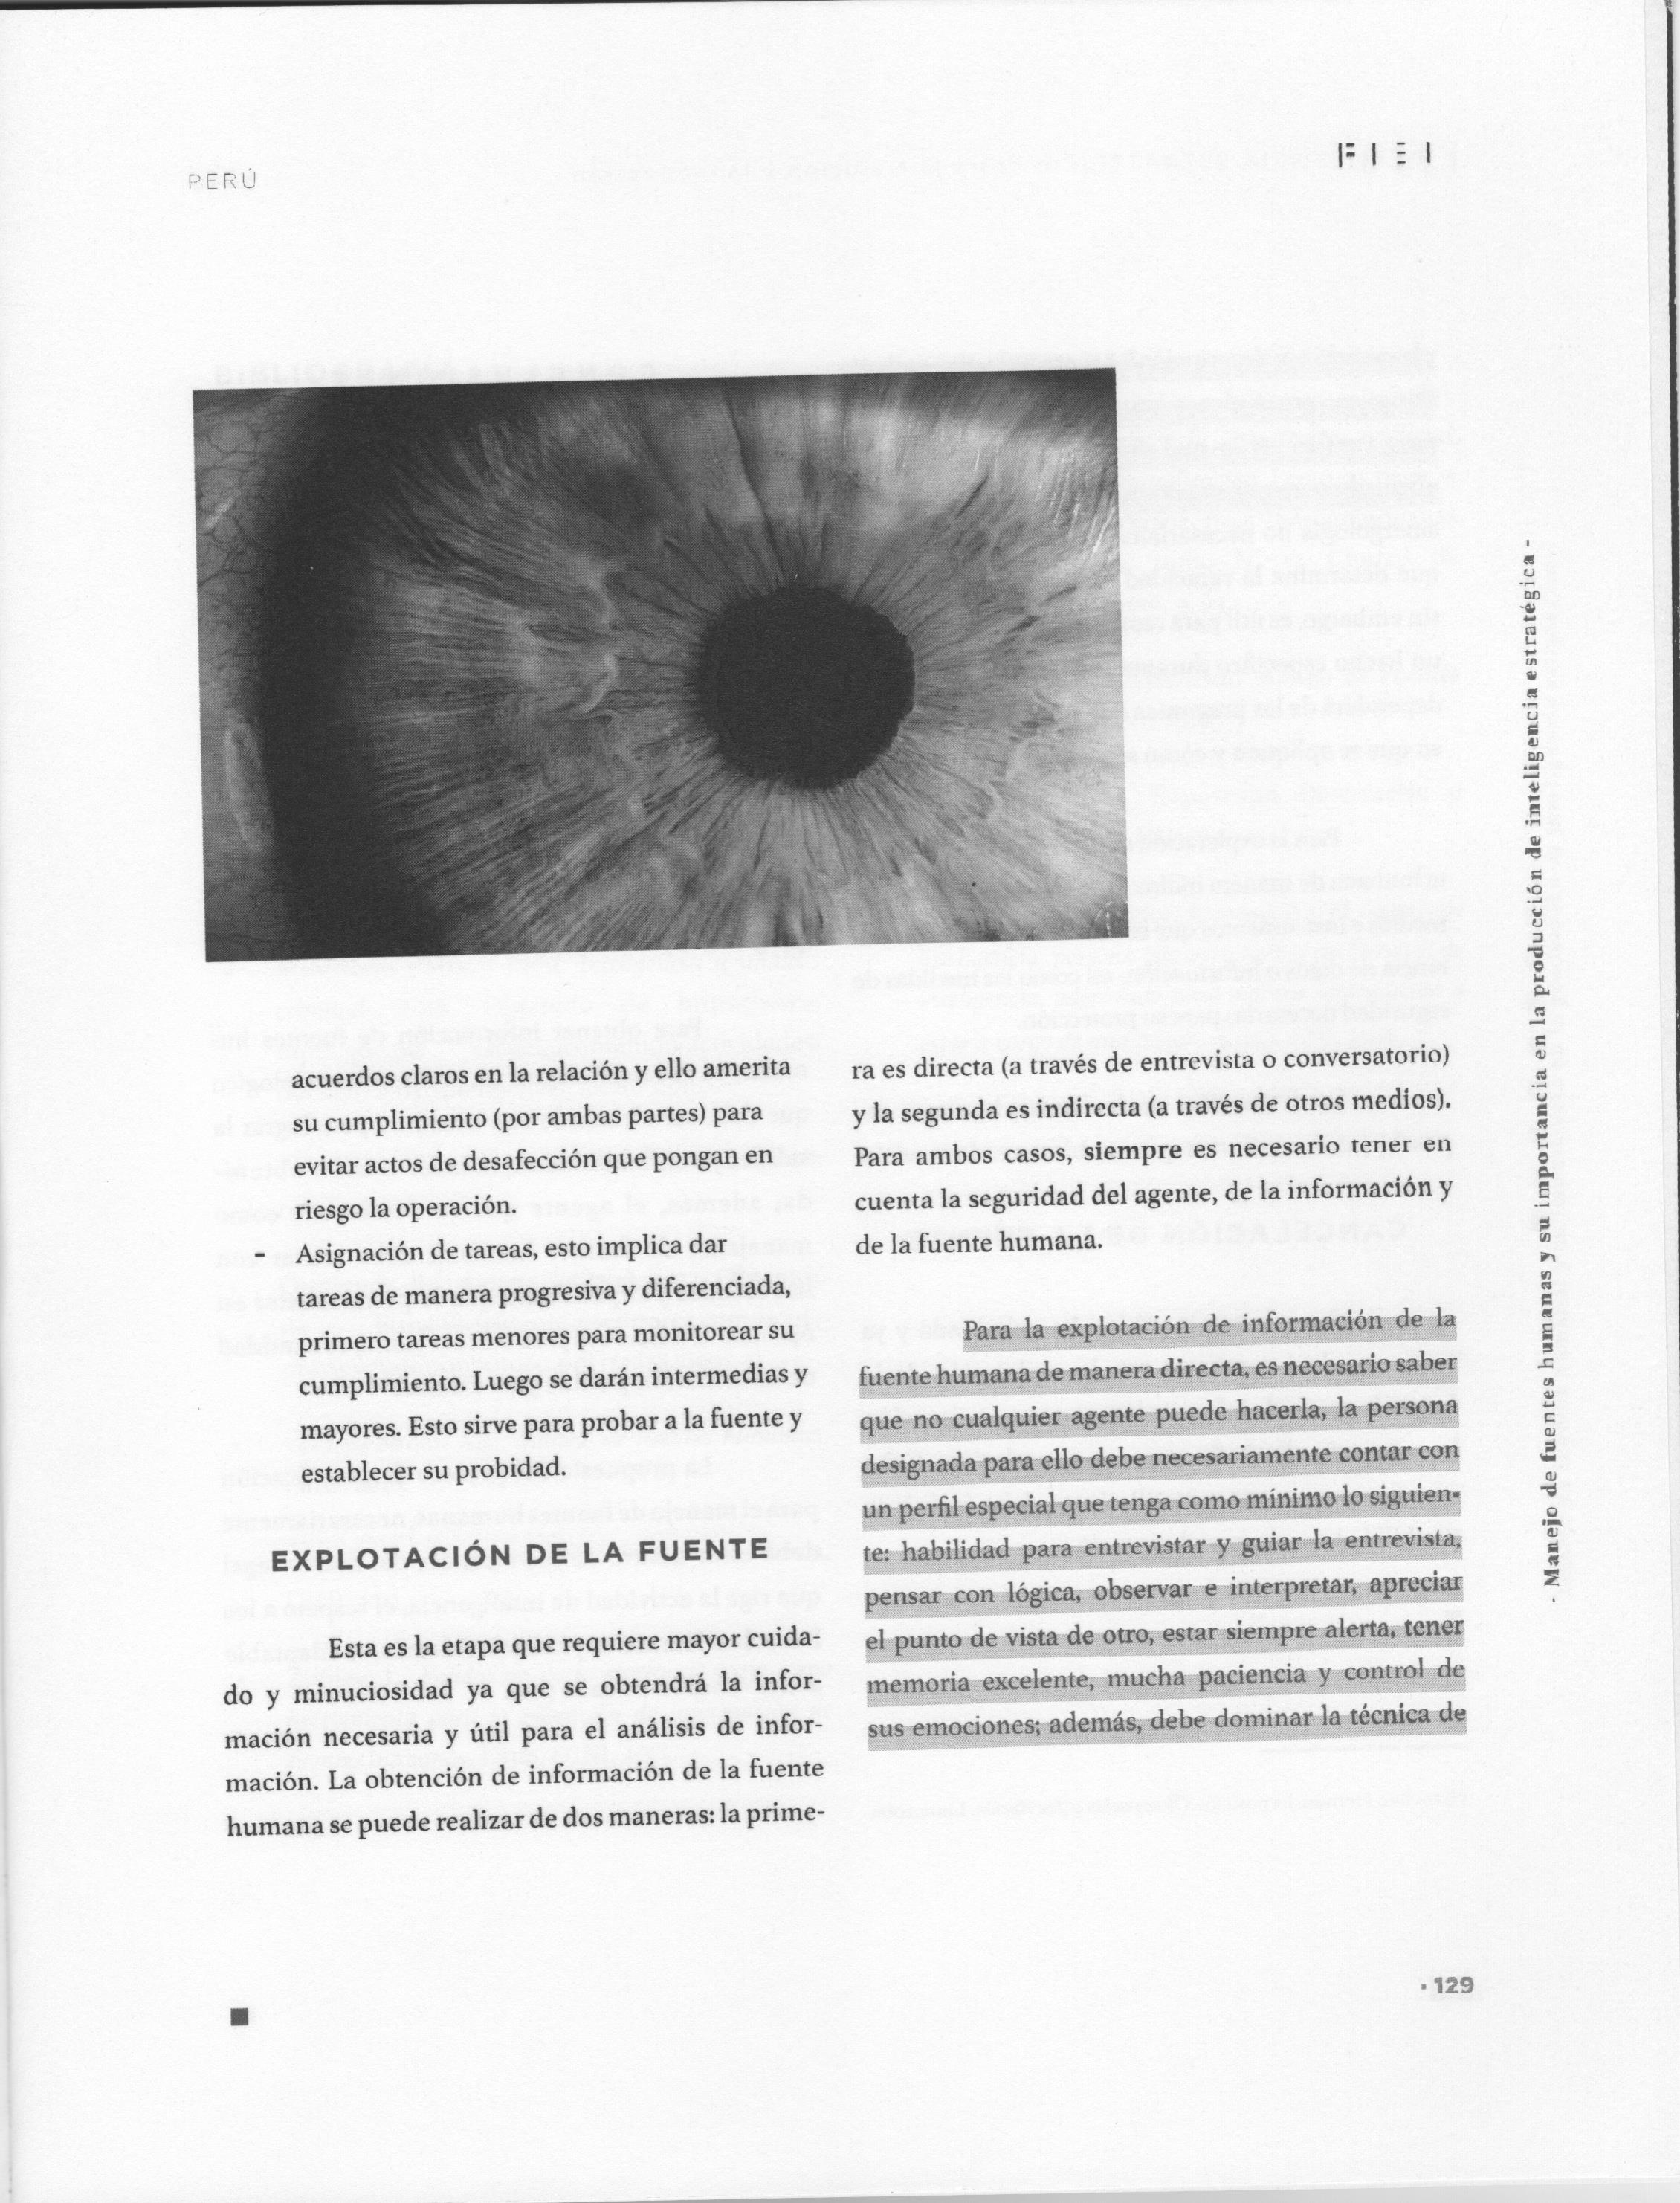 PERÚ
FIEI
acuerdos claros en la relación y ello amerita
su cumplimiento (por ambas partes) para
evitar actos de desafección que pongan en
riesgo la operación.
- Asignación de tareas, esto implica dar
tareas de manera progresiva y diferenciada,
primero tareas menores para monitorear su
cumplimiento. Luego se darán intermedias y
mayores. Esto sirve para probar a la fuente y
establecer su probidad.
EXPLOTACIÓN DE LA FUENTE
Esta es la etapa que requiere mayor cuida-
do y minuciosidad ya que se obtendrá la infor-
mación necesaria y útil para el análisis de infor-
mación. La obtención de información de la fuente
humana se puede realizar de dos maneras: la prime-
ra es directa (a través de entrevista o conversatorio)
y la segunda es indirecta (a través de otros medios).
Para ambos casos, siempre es necesario tener en
cuenta la seguridad del agente, de la información y
de la fuente humana.
Para la explotación de información de la
fuente humana de manera directa, es necesario saber
que no cualquier agente puede hacerla, la persona
designada para ello debe necesariamente contar con
un perfil especial que tenga como mínimo lo siguien-
te: habilidad para entrevistar y guiar la entrevista,
pensar con lógica, observar e interpretar, apreciar
el punto de vista de otro, estar siempre alerta, tener
memoria excelente, mucha paciencia y control de
sus emociones; además, debe dominar la técnica de
- Manejo de fuentes humanas y su importancia en la producción de inteligencia estratégica -
· 129